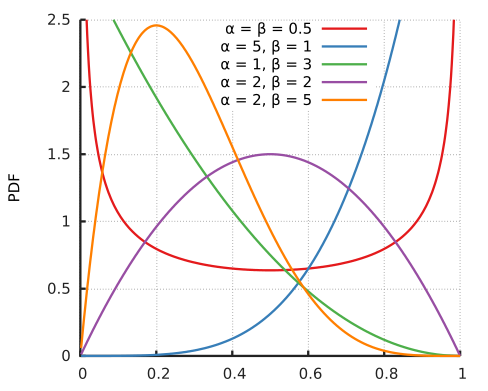 2.5
2
1.5
1
0.5
0
PDF
α = β = 0.5
α = 5, β = 1
α = 1, β = 3
α = 2, β = 2
α = 2, β = 5
0 0.2 0.4 0.6 0.8 1